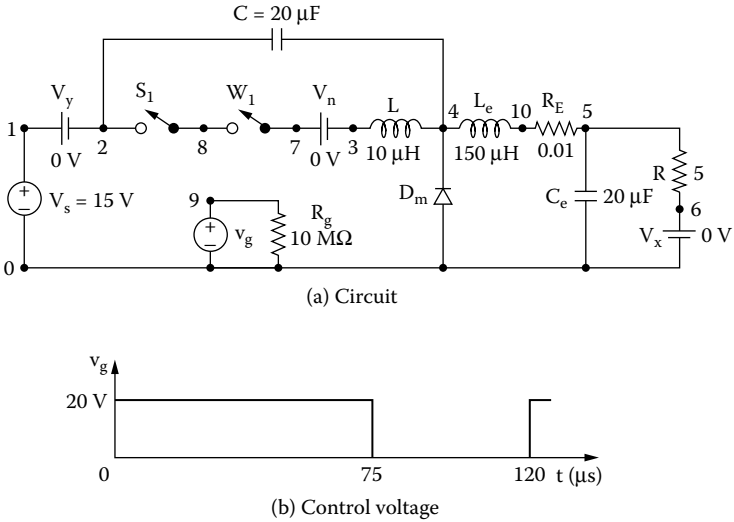 C = 20 μF
V_y
S_1
W_1
V_n
L
4
L_e
10
R_E
5
1
2
8
7
3
0 V
0 V
10 μH
150 μH
0.01
V_s = 15 V
9
v_g
R_g
10 MΩ
D_m
C_e
20 μF
R
5
6
V_x
0 V
0
(a) Circuit
v_g
20 V
0
75
120
t (μs)
(b) Control voltage